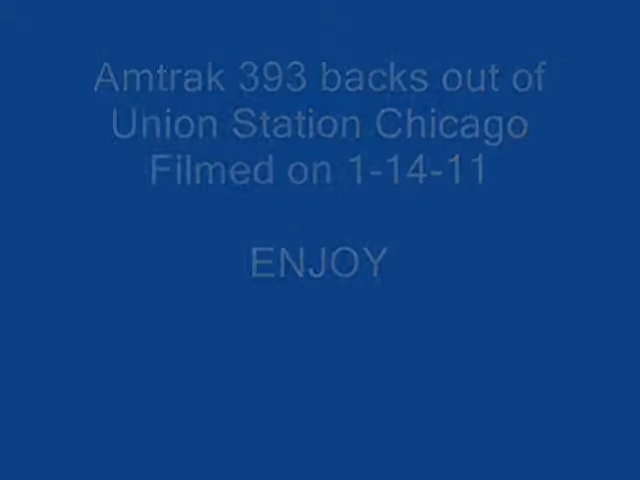 Amtrak 393 backs out of
Union Station Chicago
Filmed on 1-14-11
ENJOY